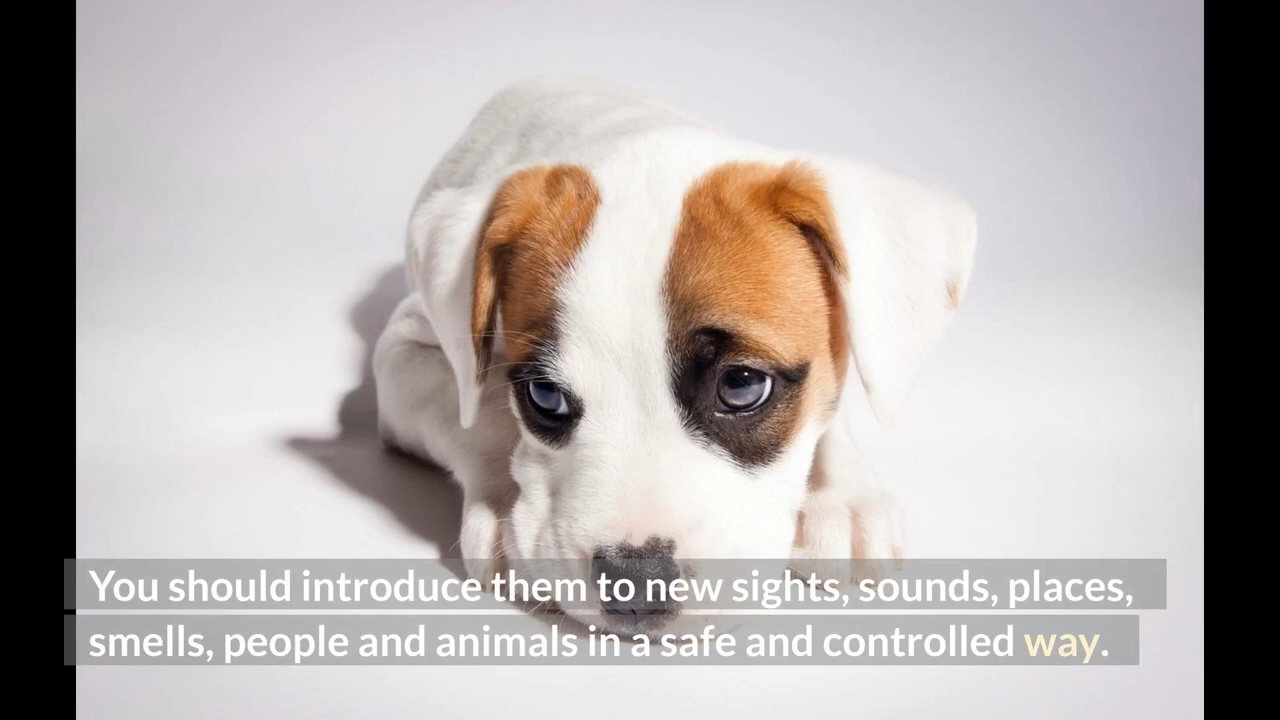 You should introduce them to new sights, sounds, places,
smells, people and animals in a safe and controlled way.